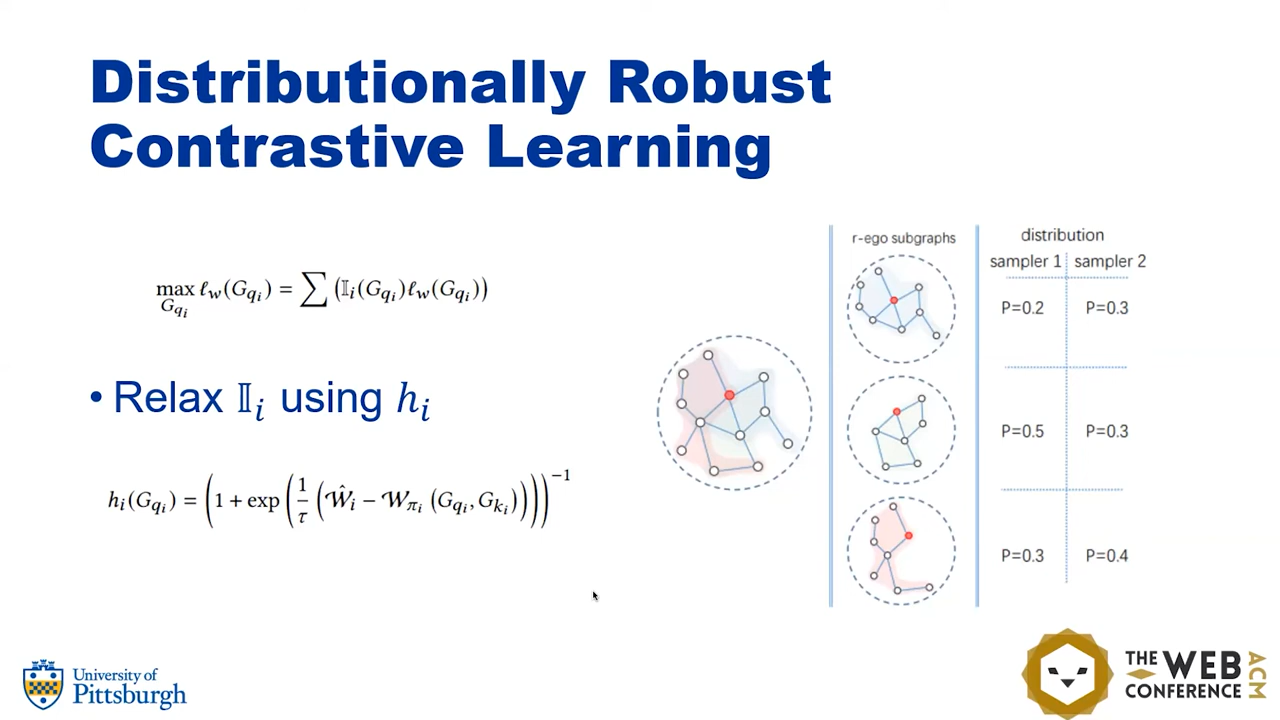 Distributionally Robust
Contrastive Learning
max ℓ_w(G_{q_i}) = ∑ (𝕀_i(G_{q_i})ℓ_w(G_{q_i}))
G_{q_i}
• Relax 𝕀_i using h_i
h_i(G_{q_i}) = (1 + exp (1/τ (Ŵ_i − W_{π_i} (G_{q_i}, G_{k_i}))))^{−1}
r-ego subgraphs
distribution
sampler 1 sampler 2
P=0.2 P=0.3
P=0.5 P=0.3
P=0.3 P=0.4
University of
Pittsburgh
THE WEB
CONFERENCE
ACM